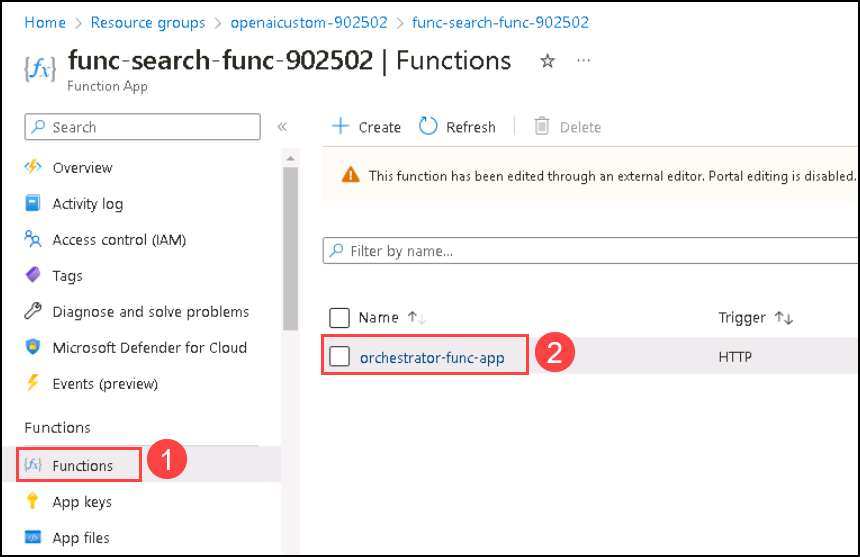 Home > Resource groups > openaicustom-902502 > func-search-func-902502
{fx} func-search-func-902502 | Functions ☆ ...
Function App
Search «
Overview
Activity log
Access control (IAM)
Tags
Diagnose and solve problems
Microsoft Defender for Cloud
Events (preview)
Functions
{fx} Functions 1
App keys
App files
+ Create Refresh Delete
This function has been edited through an external editor. Portal editing is disabled.
Filter by name...
Name ↑↓ Trigger ↑↓
orchestrator-func-app 2 HTTP